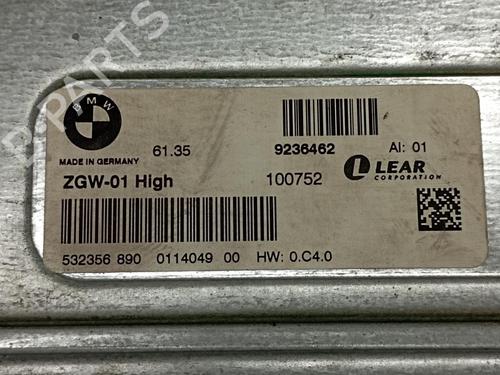 B-PARTS
BMW
61.35
9236462
AI: 01
MADE IN GERMANY
ZGW-01 High
100752
LEAR
CORPORATION
532356 890 0114049 00 HW: 0.C4.0